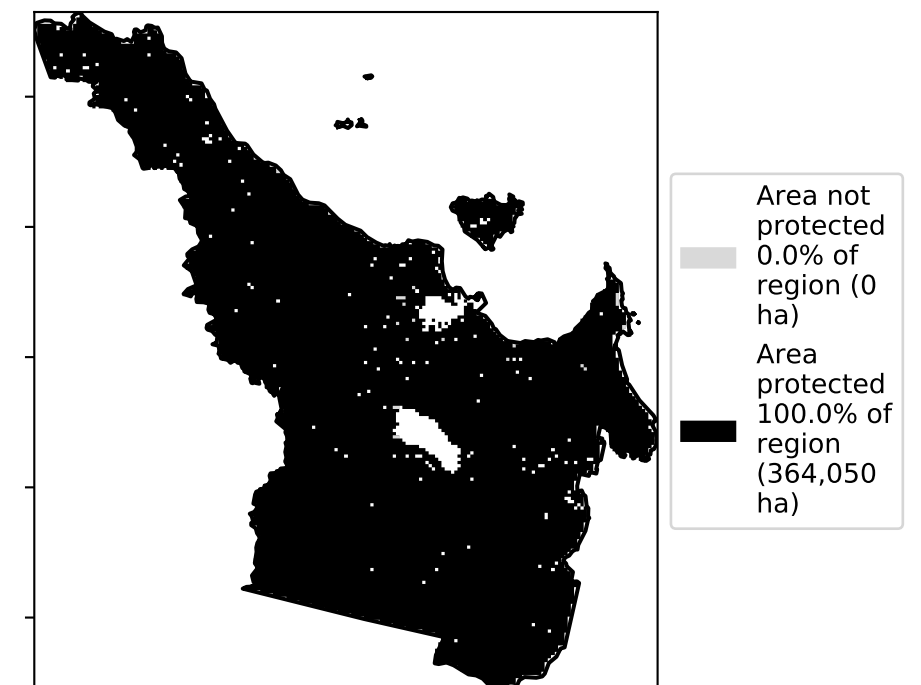 Area not
protected
0.0% of
region (0
ha)
Area
protected
100.0% of
region
(364,050
ha)